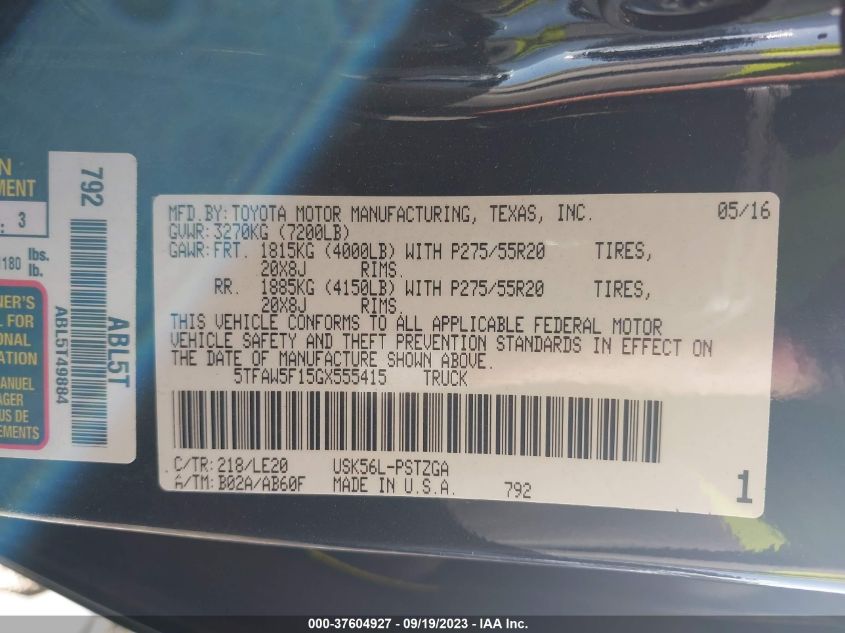 MFD.BY:TOYOTA MOTOR MANUFACTURING, TEXAS, INC. 05/16
GVWR:3270KG (7200LB)
GAWR:FRT. 1815KG (4000LB) WITH P275/55R20 TIRES,
20X8J RIMS.
RR. 1885KG (4150LB) WITH P275/55R20 TIRES,
20X8J RIMS.
THIS VEHICLE CONFORMS TO ALL APPLICABLE FEDERAL MOTOR
VEHICLE SAFETY AND THEFT PREVENTION STANDARDS IN EFFECT ON
THE DATE OF MANUFACTURE SHOWN ABOVE.
5TFAW5F15GX555415 TRUCK
C/TR:218/LE20 USK56L-PSTZGA
A/TM:B02A/AB60F MADE IN U.S.A. 792 1
792
ABL5T
ABL5T49884
: 3
1180 lbs.
lb.
NER'S
L FOR
ONAL
ATION
ANUEL
AGER
US DE
EMENTS
000-37604927 - 09/19/2023 - IAA Inc.